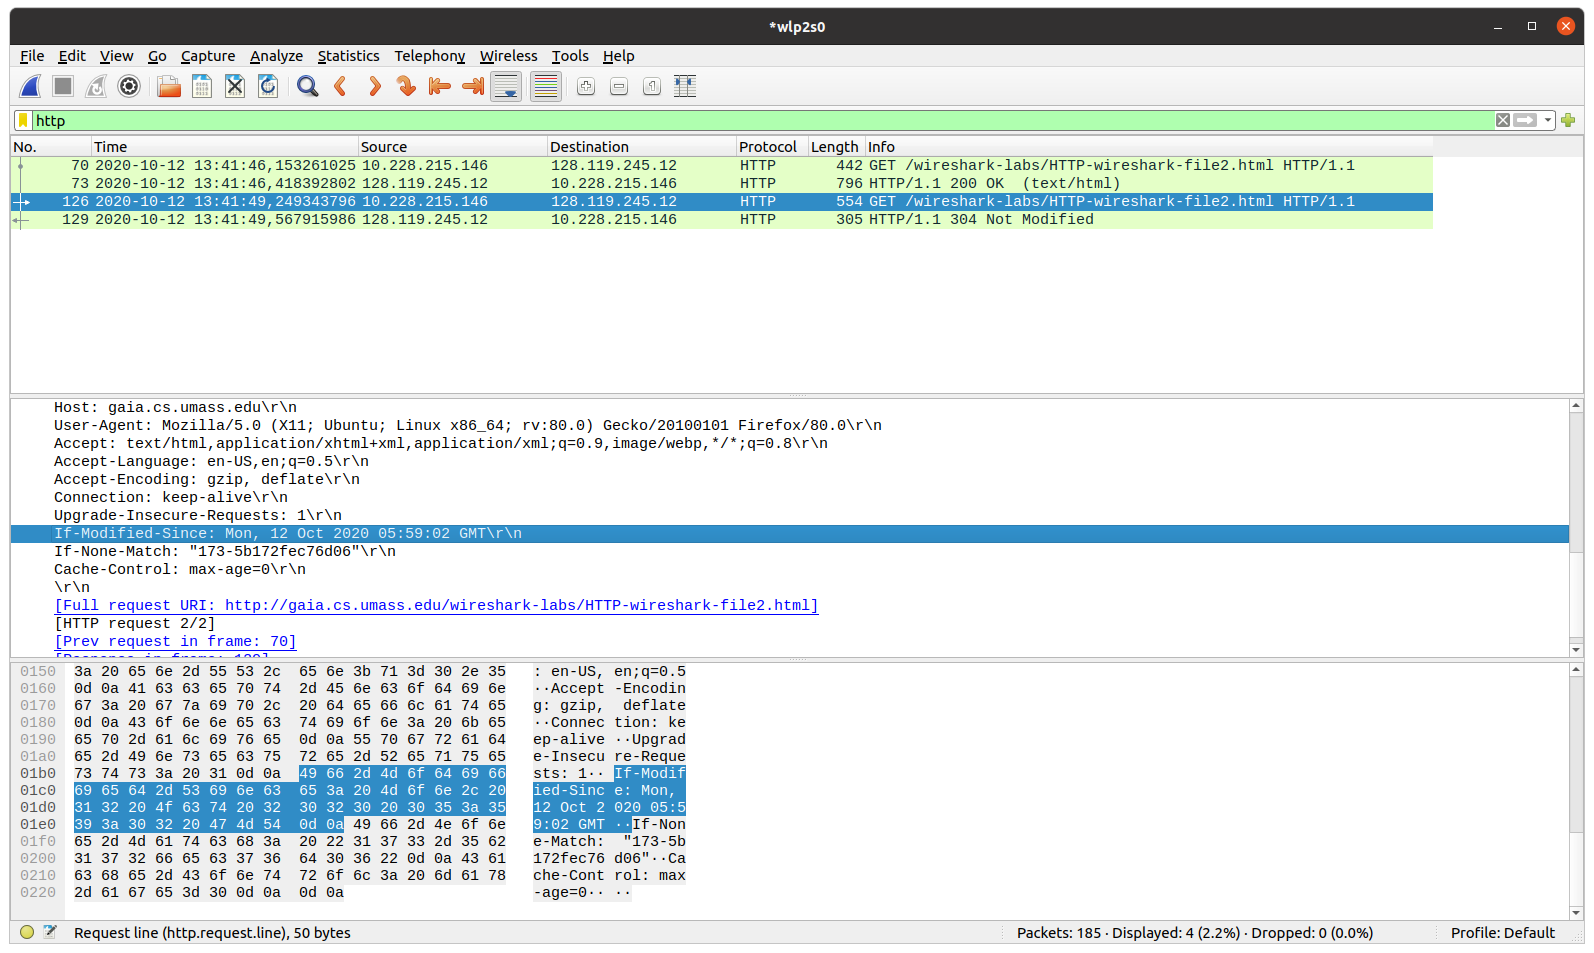 *wlp2s0
File Edit View Go Capture Analyze Statistics Telephony Wireless Tools Help
http
No. Time Source Destination Protocol Length Info
70 2020-10-12 13:41:46,153261025 10.228.215.146 128.119.245.12 HTTP 442 GET /wireshark-labs/HTTP-wireshark-file2.html HTTP/1.1
73 2020-10-12 13:41:46,418392802 128.119.245.12 10.228.215.146 HTTP 796 HTTP/1.1 200 OK  (text/html)
126 2020-10-12 13:41:49,249343796 10.228.215.146 128.119.245.12 HTTP 554 GET /wireshark-labs/HTTP-wireshark-file2.html HTTP/1.1
129 2020-10-12 13:41:49,567915986 128.119.245.12 10.228.215.146 HTTP 305 HTTP/1.1 304 Not Modified
Host: gaia.cs.umass.edu\r\n
User-Agent: Mozilla/5.0 (X11; Ubuntu; Linux x86_64; rv:80.0) Gecko/20100101 Firefox/80.0\r\n
Accept: text/html,application/xhtml+xml,application/xml;q=0.9,image/webp,*/*;q=0.8\r\n
Accept-Language: en-US,en;q=0.5\r\n
Accept-Encoding: gzip, deflate\r\n
Connection: keep-alive\r\n
Upgrade-Insecure-Requests: 1\r\n
If-Modified-Since: Mon, 12 Oct 2020 05:59:02 GMT\r\n
If-None-Match: "173-5b172fec76d06"\r\n
Cache-Control: max-age=0\r\n
\r\n
[Full request URI: http://gaia.cs.umass.edu/wireshark-labs/HTTP-wireshark-file2.html]
[HTTP request 2/2]
[Prev request in frame: 70]
0150 3a 20 65 6e 2d 55 53 2c 65 6e 3b 71 3d 30 2e 35 : en-US, en;q=0.5
0160 0d 0a 41 63 63 65 70 74 2d 45 6e 63 6f 64 69 6e ··Accept -Encodin
0170 67 3a 20 67 7a 69 70 2c 20 64 65 66 6c 61 74 65 g: gzip,  deflate
0180 0d 0a 43 6f 6e 6e 65 63 74 69 6f 6e 3a 20 6b 65 ··Connec tion: ke
0190 65 70 2d 61 6c 69 76 65 0d 0a 55 70 67 72 61 64 ep-alive ··Upgrad
01a0 65 2d 49 6e 73 65 63 75 72 65 2d 52 65 71 75 65 e-Insecu re-Reque
01b0 73 74 73 3a 20 31 0d 0a 49 66 2d 4d 6f 64 69 66 sts: 1·· If-Modif
01c0 69 65 64 2d 53 69 6e 63 65 3a 20 4d 6f 6e 2c 20 ied-Sinc e: Mon,
01d0 31 32 20 4f 63 74 20 32 30 32 30 20 30 35 3a 35 12 Oct 2 020 05:5
01e0 39 3a 30 32 20 47 4d 54 0d 0a 49 66 2d 4e 6f 6e 9:02 GMT ··If-Non
01f0 65 2d 4d 61 74 63 68 3a 20 22 31 37 33 2d 35 62 e-Match:  "173-5b
0200 31 37 32 66 65 63 37 36 64 30 36 22 0d 0a 43 61 172fec76 d06"··Ca
0210 63 68 65 2d 43 6f 6e 74 72 6f 6c 3a 20 6d 61 78 che-Cont rol: max
0220 2d 61 67 65 3d 30 0d 0a 0d 0a -age=0·· ··
Request line (http.request.line), 50 bytes Packets: 185 · Displayed: 4 (2.2%) · Dropped: 0 (0.0%) Profile: Default